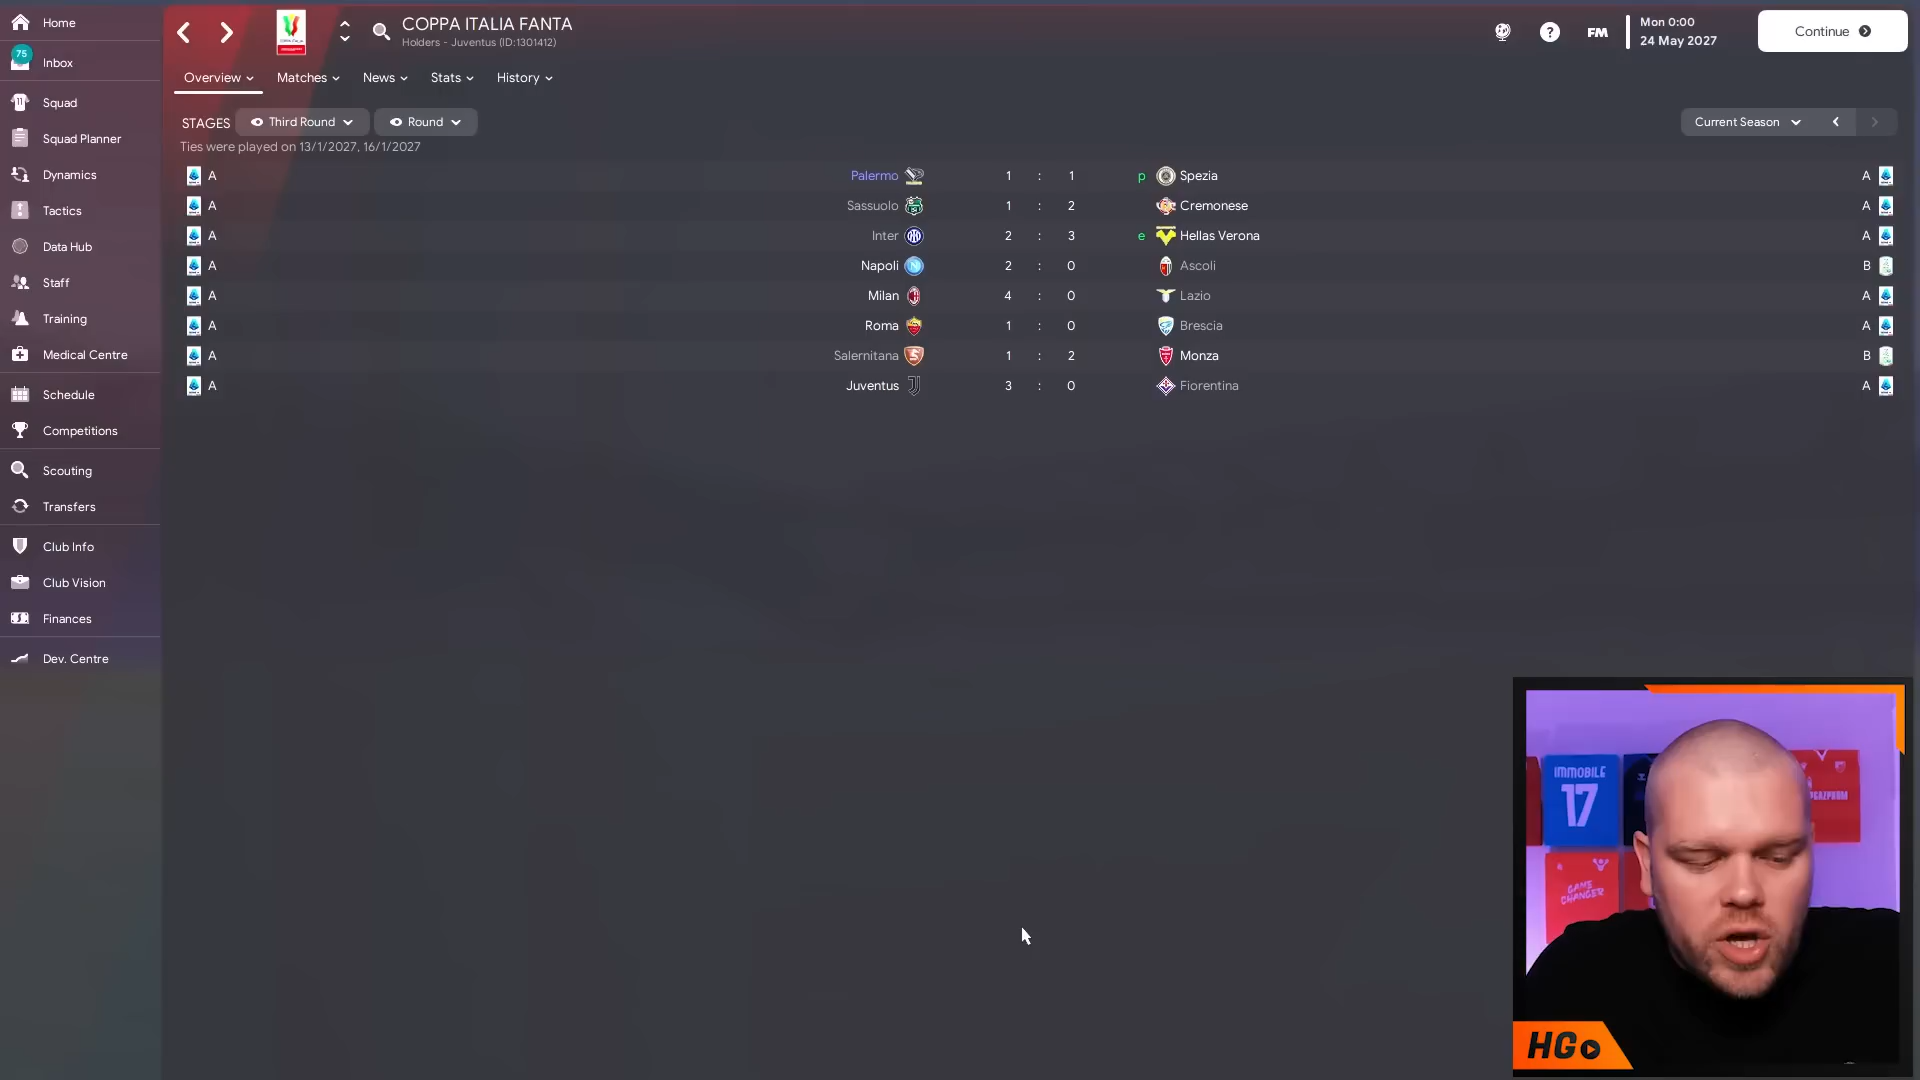 Home
75
Inbox
Squad
Squad Planner
Dynamics
Tactics
Data Hub
Staff
Training
Medical Centre
Schedule
Competitions
Scouting
Transfers
Club Info
Club Vision
Finances
Dev. Centre
COPPA ITALIA FANTA
Holders - Juventus (ID:1301412)
FM
Mon 0:00
24 May 2027
Continue
Overview Matches News Stats History
STAGES Third Round Round Current Season
Ties were played on 13/1/2027, 16/1/2027
A Palermo 1 : 1 p Spezia A
A Sassuolo 1 : 2 Cremonese A
A Inter 2 : 3 e Hellas Verona A
A Napoli 2 : 0 Ascoli B
A Milan 4 : 0 Lazio A
A Roma 1 : 0 Brescia A
A Salernitana 1 : 2 Monza B
A Juventus 3 : 0 Fiorentina A
IMMOBILE
17
GAME
CHANGER
HG